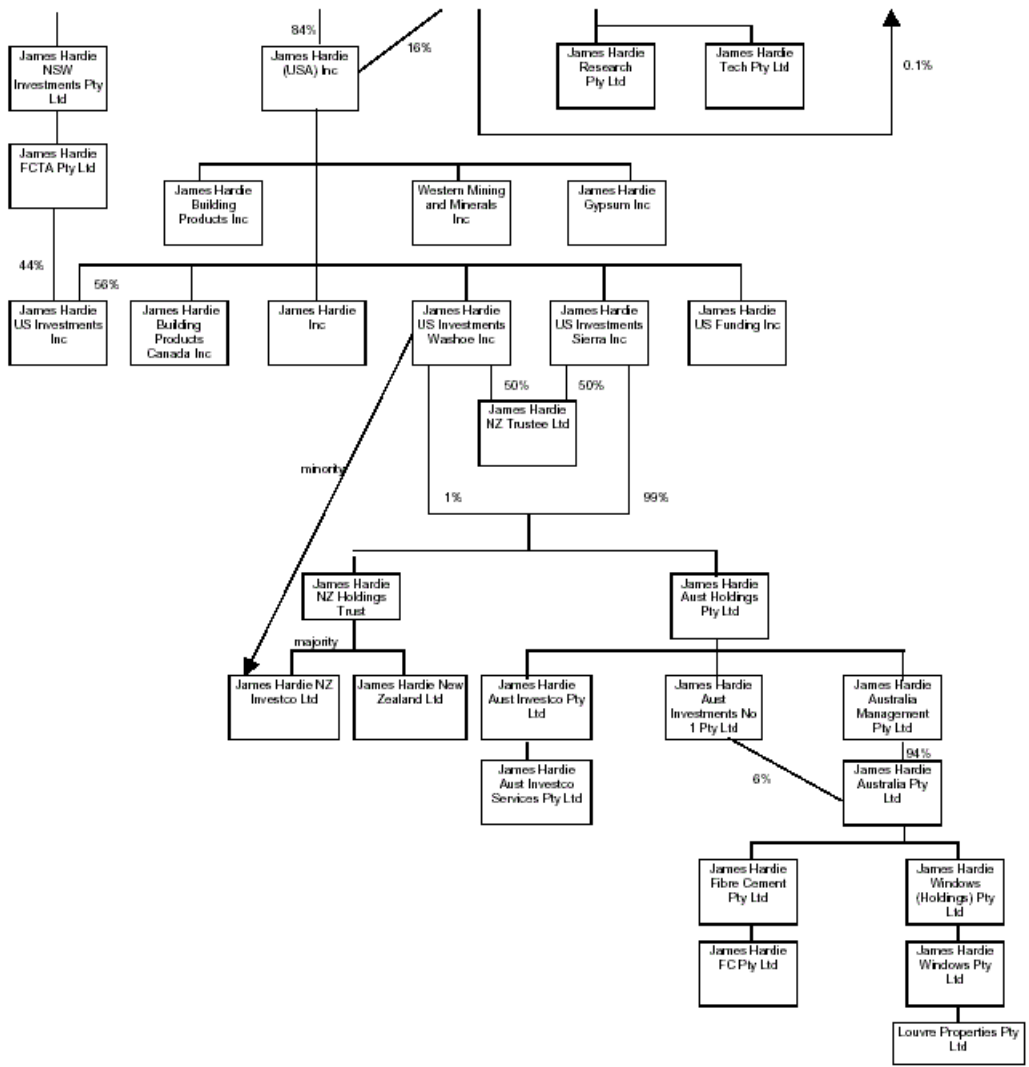 84%
16%
0.1%
James Hardie
NSW
Investments Pty
Ltd
James Hardie
(USA) Inc
James Hardie
Research
Pty Ltd
James Hardie
Tech Pty Ltd
James Hardie
FCTA Pty Ltd
James Hardie
Building
Products Inc
Western Mining
and Minerals
Inc
James Hardie
Gypsum Inc
44%
56%
James Hardie
US Investments
Inc
James Hardie
Building
Products
Canada Inc
James Hardie
Inc
James Hardie
US Investments
Washoe Inc
James Hardie
US Investments
Sierra Inc
James Hardie
US Funding Inc
50%
50%
James Hardie
NZ Trustee Ltd
minority
1%
99%
James Hardie
NZ Holdings
Trust
James Hardie
Aust Holdings
Pty Ltd
majority
James Hardie NZ
Investco Ltd
James Hardie New
Zealand Ltd
James Hardie
Aust Investco Pty
Ltd
James Hardie
Aust
Investments No
1 Pty Ltd
James Hardie
Australia
Management
Pty Ltd
94%
6%
James Hardie
Aust Investco
Services Pty Ltd
James Hardie
Australia Pty
Ltd
James Hardie
Fibre Cement
Pty Ltd
James Hardie
Windows
(Holdings) Pty
Ltd
James Hardie
FC Pty Ltd
James Hardie
Windows Pty
Ltd
Louvre Properties Pty
Ltd